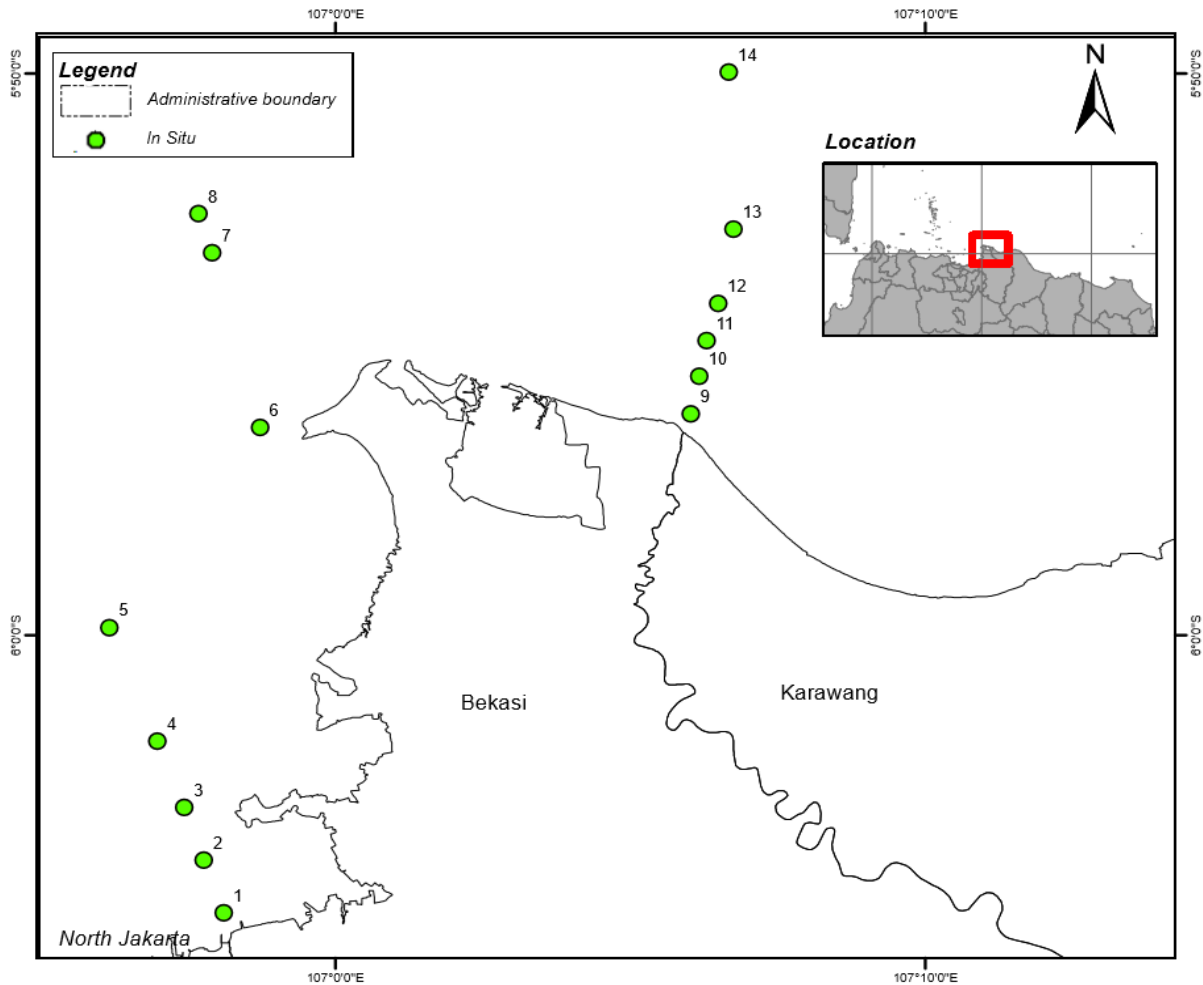 107°0'0"E
107°10'0"E
5°50'0"S
5°50'0"S
Legend
Administrative boundary
In Situ
N
Location
14
8
7
13
12
11
10
9
6
5
6°0'0"S
6°0'0"S
Bekasi
Karawang
4
3
2
1
North Jakarta
107°0'0"E
107°10'0"E